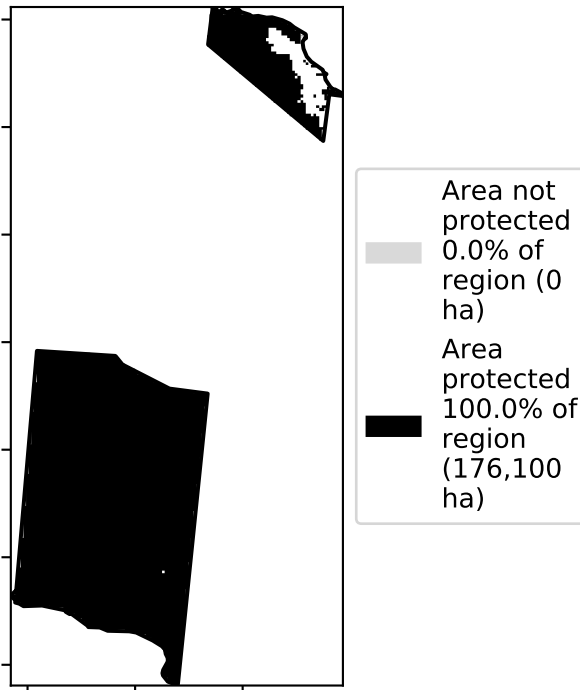 Area not
protected
0.0% of
region (0
ha)
Area
protected
100.0% of
region
(176,100
ha)